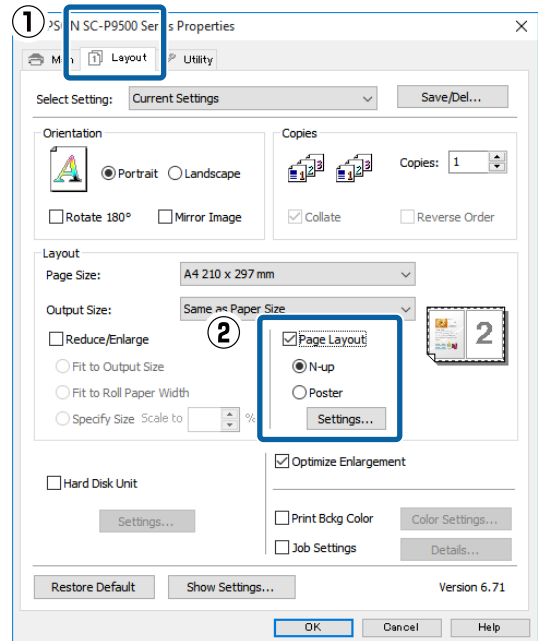 ①
PSON SC-P9500 Series Properties
Main Layout Utility
Select Setting: Current Settings Save/Del...
Orientation
Portrait Landscape
Rotate 180° Mirror Image
Copies
Copies: 1
Collate Reverse Order
Layout
Page Size: A4 210 x 297 mm
Output Size: Same as Paper Size
②
Reduce/Enlarge
Fit to Output Size
Fit to Roll Paper Width
Specify Size Scale to %
Page Layout
N-up
Poster
Settings...
2
Optimize Enlargement
Hard Disk Unit
Settings...
Print Bckg Color Color Settings...
Job Settings Details...
Restore Default Show Settings... Version 6.71
OK Cancel Help